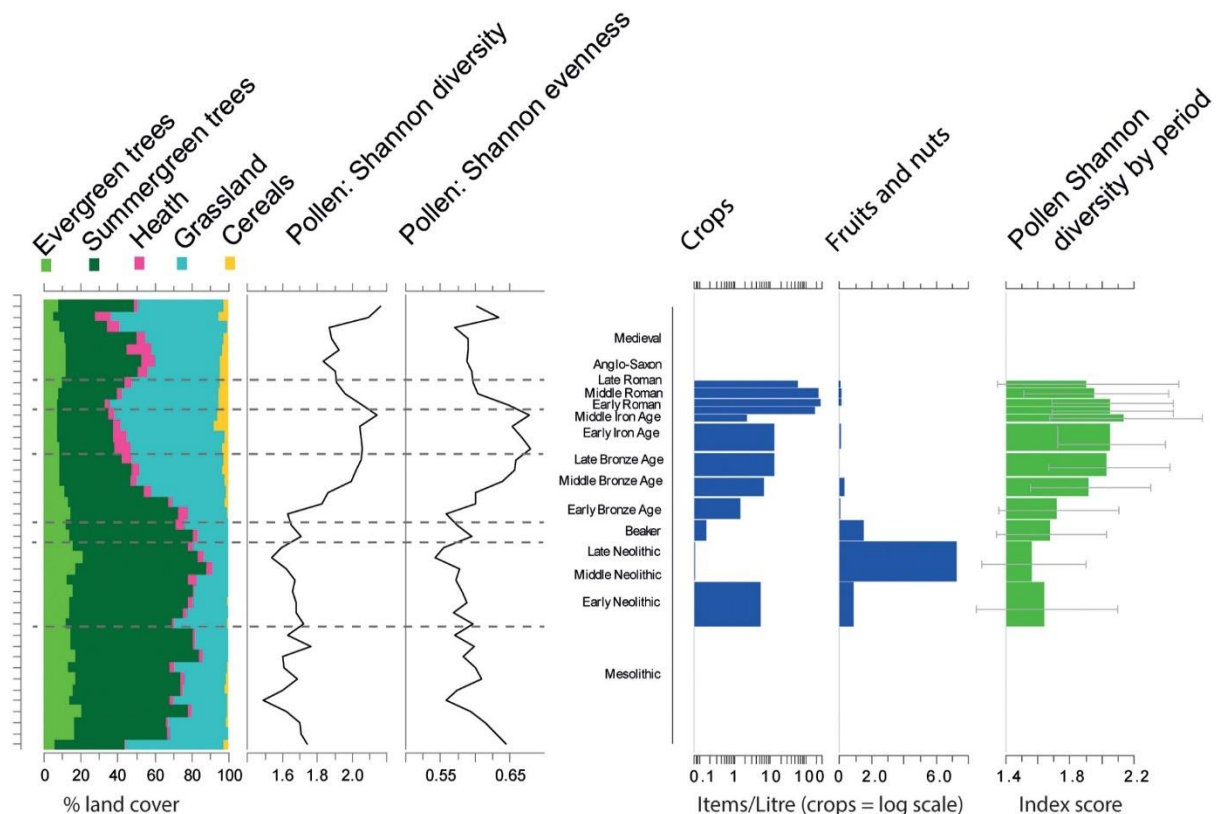 Evergreen trees
Summergreen trees
Heath
Grassland
Cereals
Pollen: Shannon diversity
Pollen: Shannon evenness
Crops
Fruits and nuts
Pollen Shannon
diversity by period
Medieval
Anglo-Saxon
Late Roman
Middle Roman
Early Roman
Middle Iron Age
Early Iron Age
Late Bronze Age
Middle Bronze Age
Early Bronze Age
Beaker
Late Neolithic
Middle Neolithic
Early Neolithic
Mesolithic
0 20 40 60 80 100
1.6 2.0
0.55 0.65
0.1 1 10 100
0 2.0 6.0
1.4 1.8 2.2
% land cover
Items/Litre (crops = log scale)
Index score